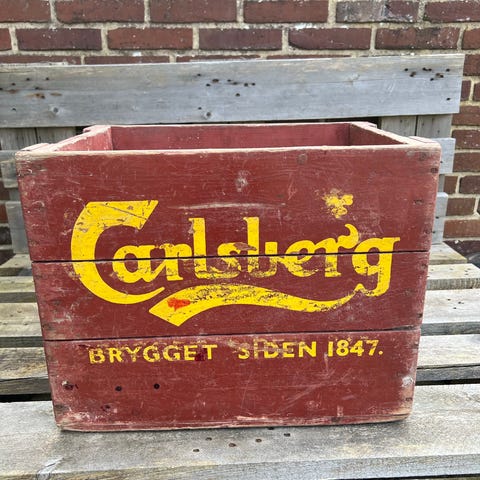 Carlsberg
BRYGGET SIDEN 1847.